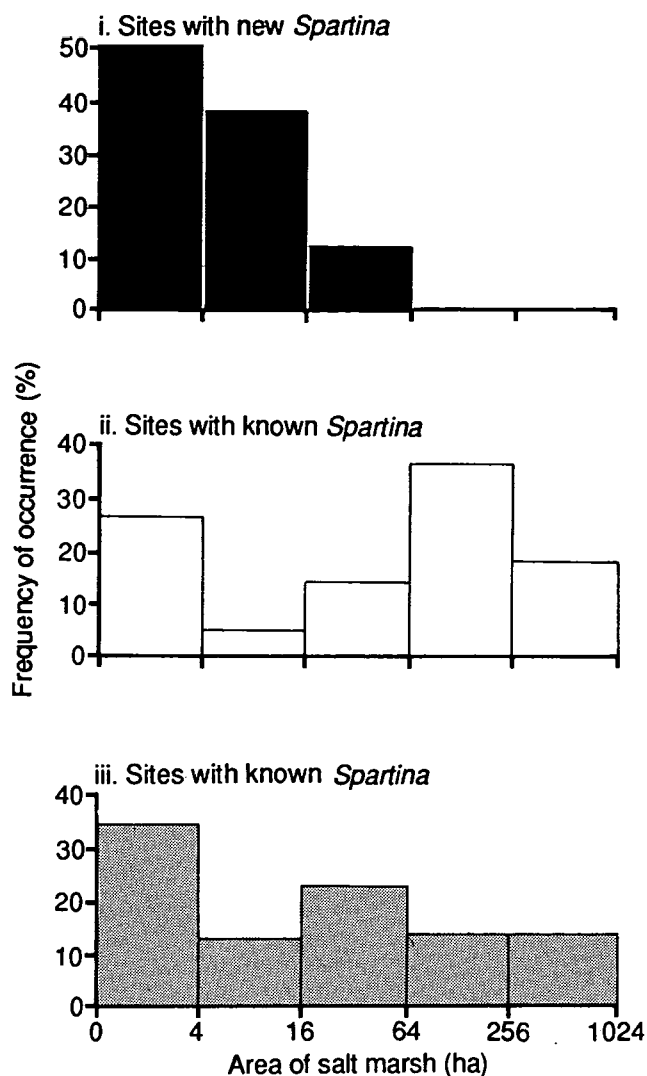 i. Sites with new Spartina
50
40
30
20
10
0
Frequency of occurrence (%)
ii. Sites with known Spartina
40
30
20
10
0
iii. Sites with known Spartina
40
30
20
10
0
0 4 16 64 256 1024
Area of salt marsh (ha)